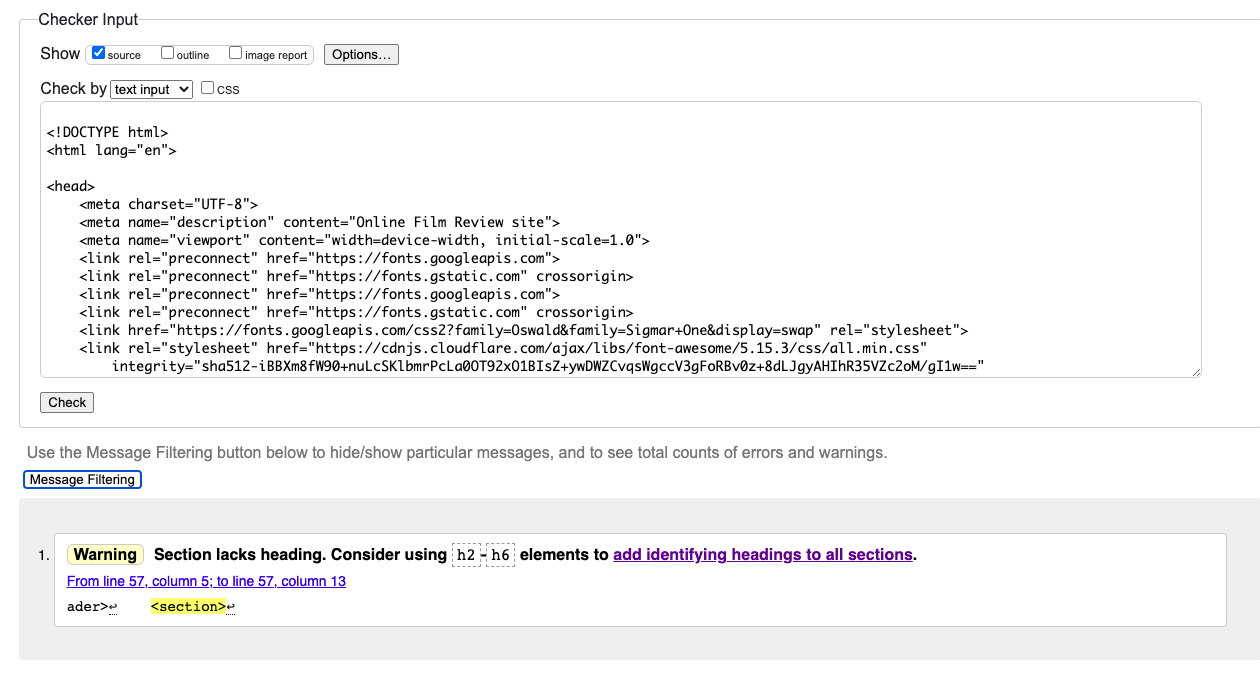 Checker Input
Show source outline image report Options...
Check by text input css
<!DOCTYPE html>
<html lang="en">
<head>
<meta charset="UTF-8">
<meta name="description" content="Online Film Review site">
<meta name="viewport" content="width=device-width, initial-scale=1.0">
<link rel="preconnect" href="https://fonts.googleapis.com">
<link rel="preconnect" href="https://fonts.gstatic.com" crossorigin>
<link rel="preconnect" href="https://fonts.googleapis.com">
<link rel="preconnect" href="https://fonts.gstatic.com" crossorigin>
<link href="https://fonts.googleapis.com/css2?family=Oswald&family=Sigmar+One&display=swap" rel="stylesheet">
<link rel="stylesheet" href="https://cdnjs.cloudflare.com/ajax/libs/font-awesome/5.15.3/css/all.min.css"
integrity="sha512-iBBXm8fW90+nuLcSKlbmrPcLa0OT92xO1BIsZ+ywDWZCvqsWgccV3gFoRBv0z+8dLJgyAHIhR35VZc2oM/gI1w=="
Check
Use the Message Filtering button below to hide/show particular messages, and to see total counts of errors and warnings.
Message Filtering
1. Warning Section lacks heading. Consider using h2-h6 elements to add identifying headings to all sections.
From line 57, column 5; to line 57, column 13
ader>↩ <section>↩